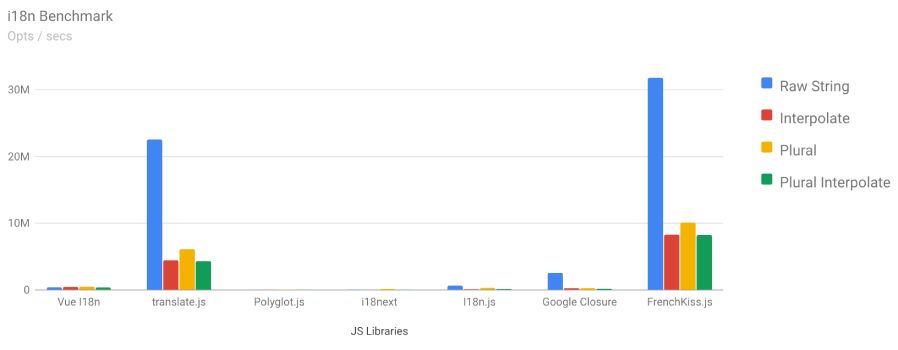 i18n Benchmark
Opts / secs
30M
20M
10M
0
Vue I18n translate.js Polyglot.js i18next I18n.js Google Closure FrenchKiss.js
JS Libraries
Raw String
Interpolate
Plural
Plural Interpolate